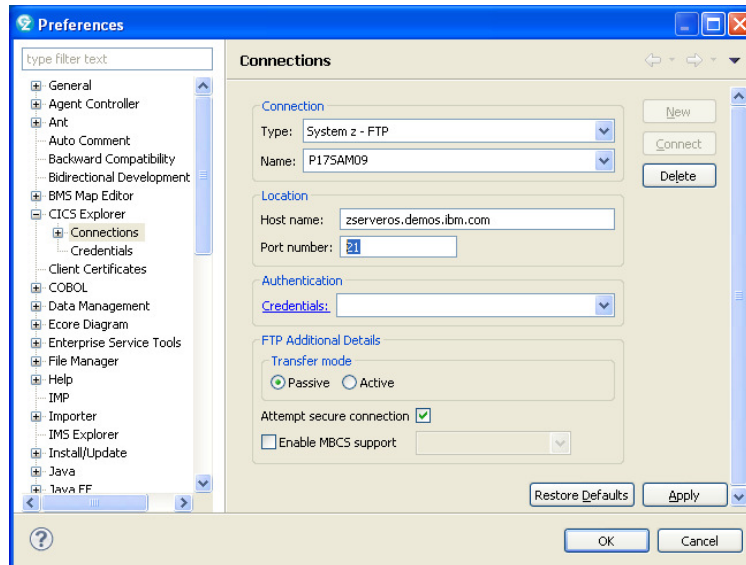 Preferences
type filter text
General
Agent Controller
Ant
Auto Comment
Backward Compatibility
Bidirectional Development
BMS Map Editor
CICS Explorer
Connections
Credentials
Client Certificates
COBOL
Data Management
Ecore Diagram
Enterprise Service Tools
File Manager
Help
IMP
Importer
IMS Explorer
Install/Update
Java
Java EE
Connections
Connection
Type: System z - FTP
Name: P17SAM09
New
Connect
Delete
Location
Host name: zserveros.demos.ibm.com
Port number: 21
Authentication
Credentials:
FTP Additional Details
Transfer mode
Passive Active
Attempt secure connection
Enable MBCS support
Restore Defaults Apply
OK Cancel